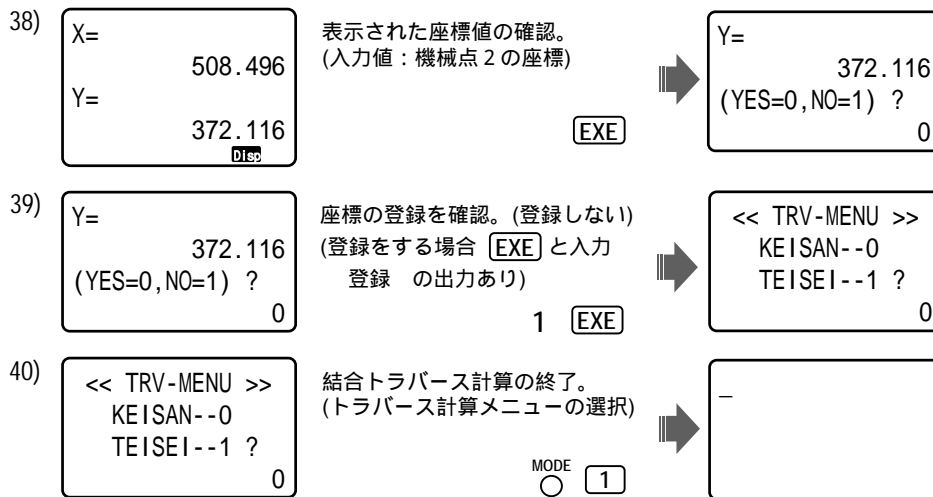 38)
X=
508.496
Y=
372.116
Disp
表示された座標値の確認。
(入力値：機械点２の座標)
EXE
Y=
372.116
(YES=0,NO=1) ?
0
39)
Y=
372.116
(YES=0,NO=1) ?
0
座標の登録を確認。(登録しない)
(登録をする場合 EXE と入力
登録　の出力あり)
1 EXE
<< TRV-MENU >>
KEISAN--0
TEISEI--1 ?
0
40)
<< TRV-MENU >>
KEISAN--0
TEISEI--1 ?
0
結合トラバース計算の終了。
(トラバース計算メニューの選択)
MODE
1
_